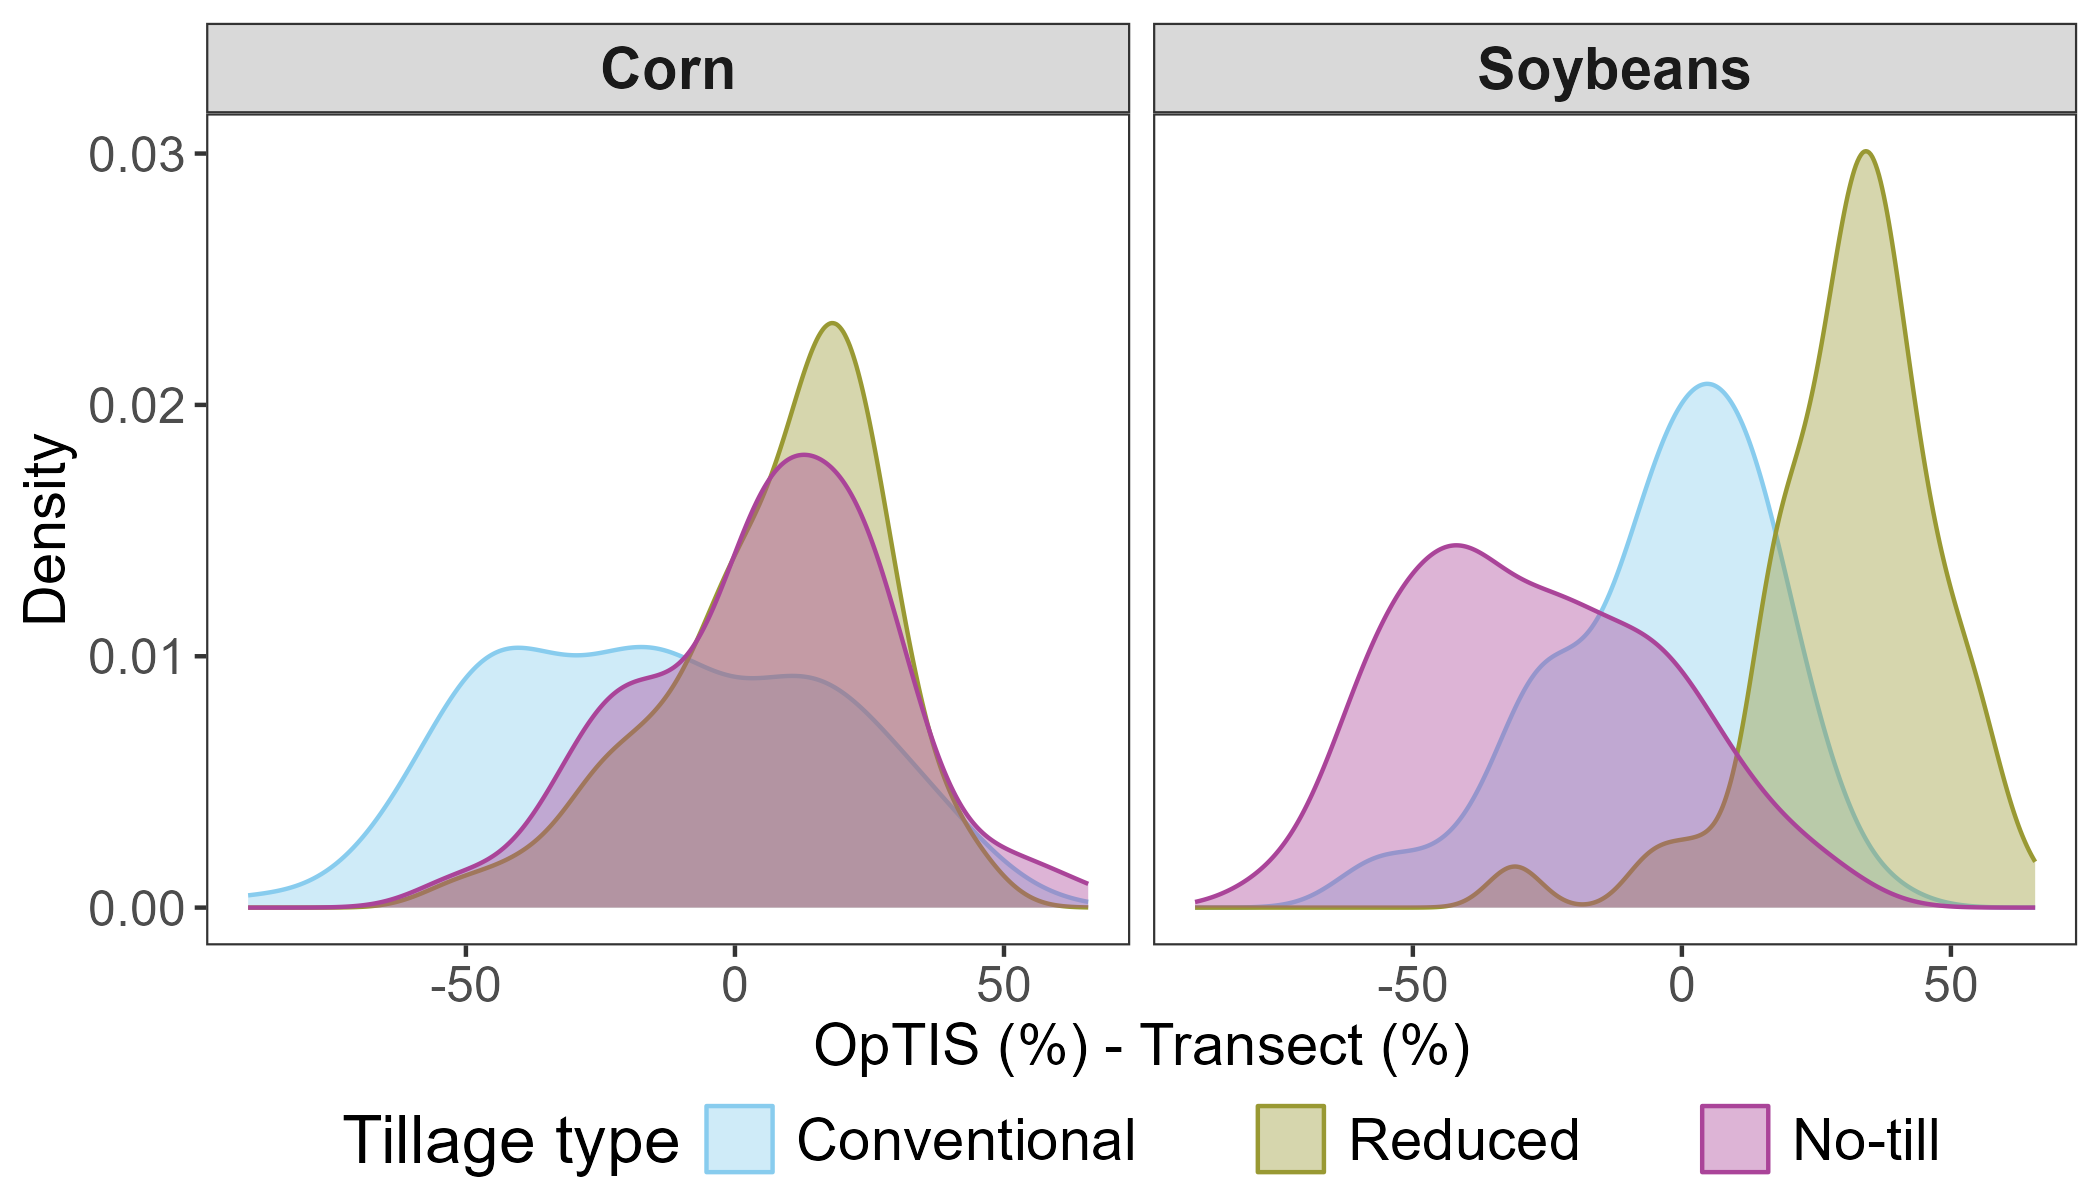 Corn
Soybeans
0.03
0.02
0.01
0.00
Density
-50 0 50
-50 0 50
OpTIS (%) - Transect (%)
Tillage type Conventional Reduced No-till